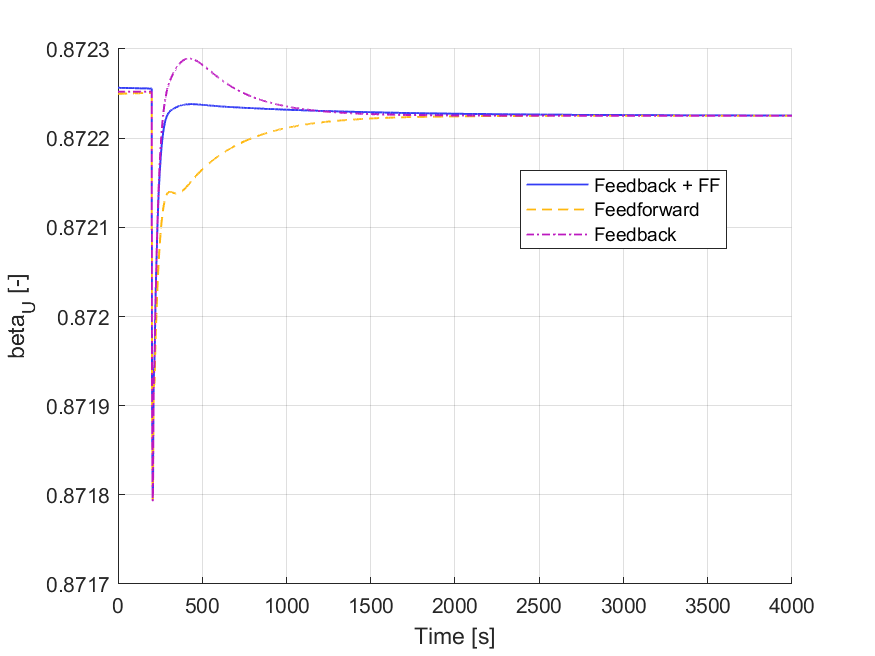 0.8723
0.8722
0.8721
0.872
0.8719
0.8718
0.8717
beta_U [-]
Feedback + FF
Feedforward
Feedback
0 500 1000 1500 2000 2500 3000 3500 4000
Time [s]